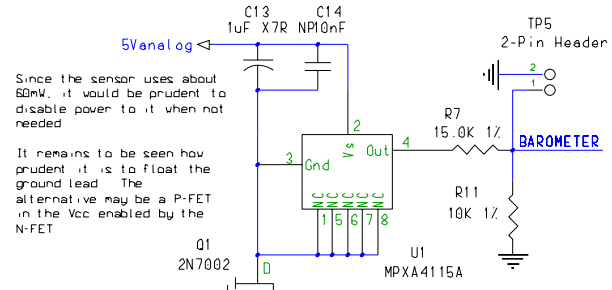 C13
C14
1uF X7R
NP10nF
5Vanalog
TP5
2-Pin Header
2
1
Since the sensor uses about
60mW, it would be prudent to
disable power to it when not
needed
It remains to be seen how
prudent it is to float the
ground lead The
alternative may be a P-FET
in the Vcc enabled by the
N-FET
2
Vs
3
Gnd
Out
4
R7
15.0K 1%
BAROMETER
NC NC NC NC NC
1 5 6 7 8
R11
10K 1%
Q1
2N7002
D
U1
MPXA4115A